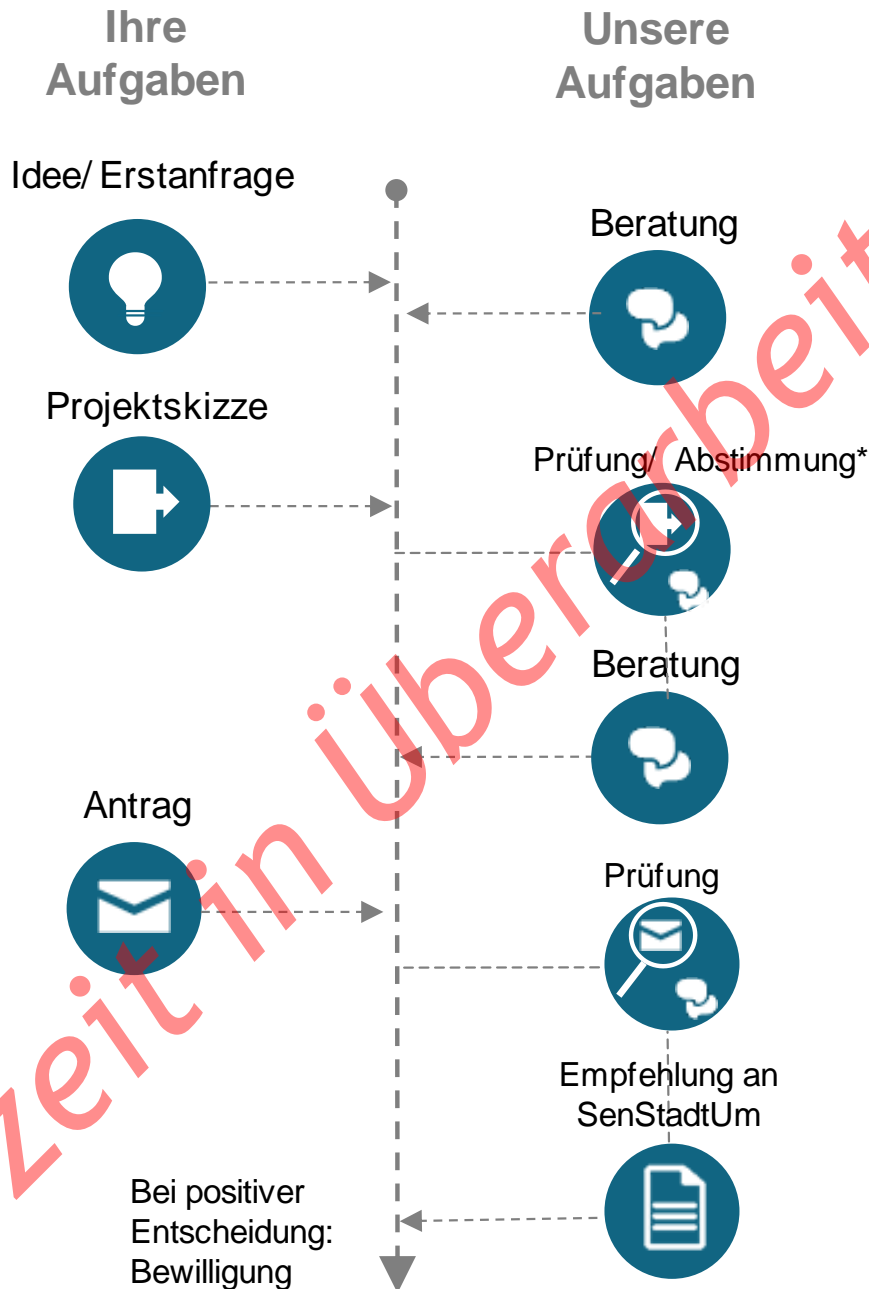 Ihre
Aufgaben
Unsere
Aufgaben
Idee/ Erstanfrage
Beratung
Projektskizze
Prüfung/ Abstimmung*
Beratung
Antrag
Prüfung
Empfehlung an
SenStadtUm
Bei positiver
Entscheidung:
Bewilligung
zeit in Überarbeit